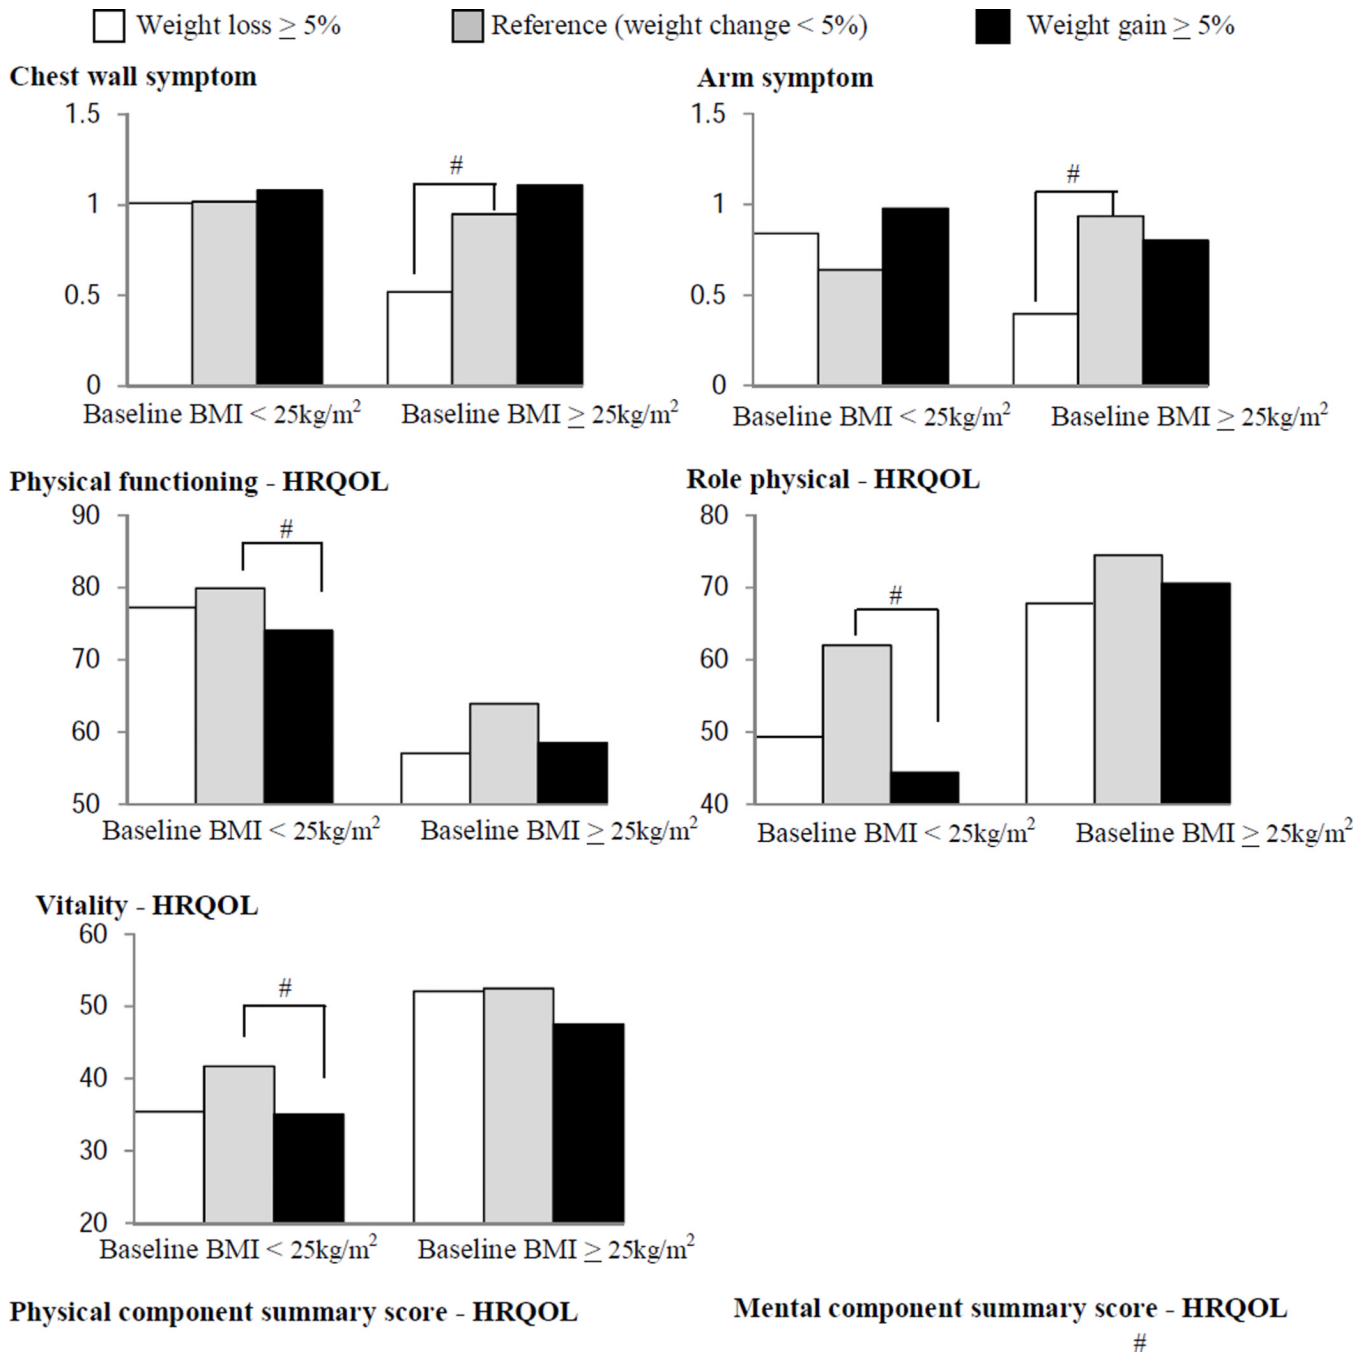 Weight loss ≥ 5% Reference (weight change < 5%) Weight gain ≥ 5%
Chest wall symptom
1.5
#
1
0.5
0
Baseline BMI < 25kg/m² Baseline BMI ≥ 25kg/m²
Arm symptom
1.5
#
1
0.5
0
Baseline BMI < 25kg/m² Baseline BMI ≥ 25kg/m²
Physical functioning - HRQOL
90
#
80
70
60
50
Baseline BMI < 25kg/m² Baseline BMI ≥ 25kg/m²
Role physical - HRQOL
80
70
#
60
50
40
Baseline BMI < 25kg/m² Baseline BMI ≥ 25kg/m²
Vitality - HRQOL
60
50
#
40
30
20
Baseline BMI < 25kg/m² Baseline BMI ≥ 25kg/m²
Physical component summary score - HRQOL
Mental component summary score - HRQOL
#